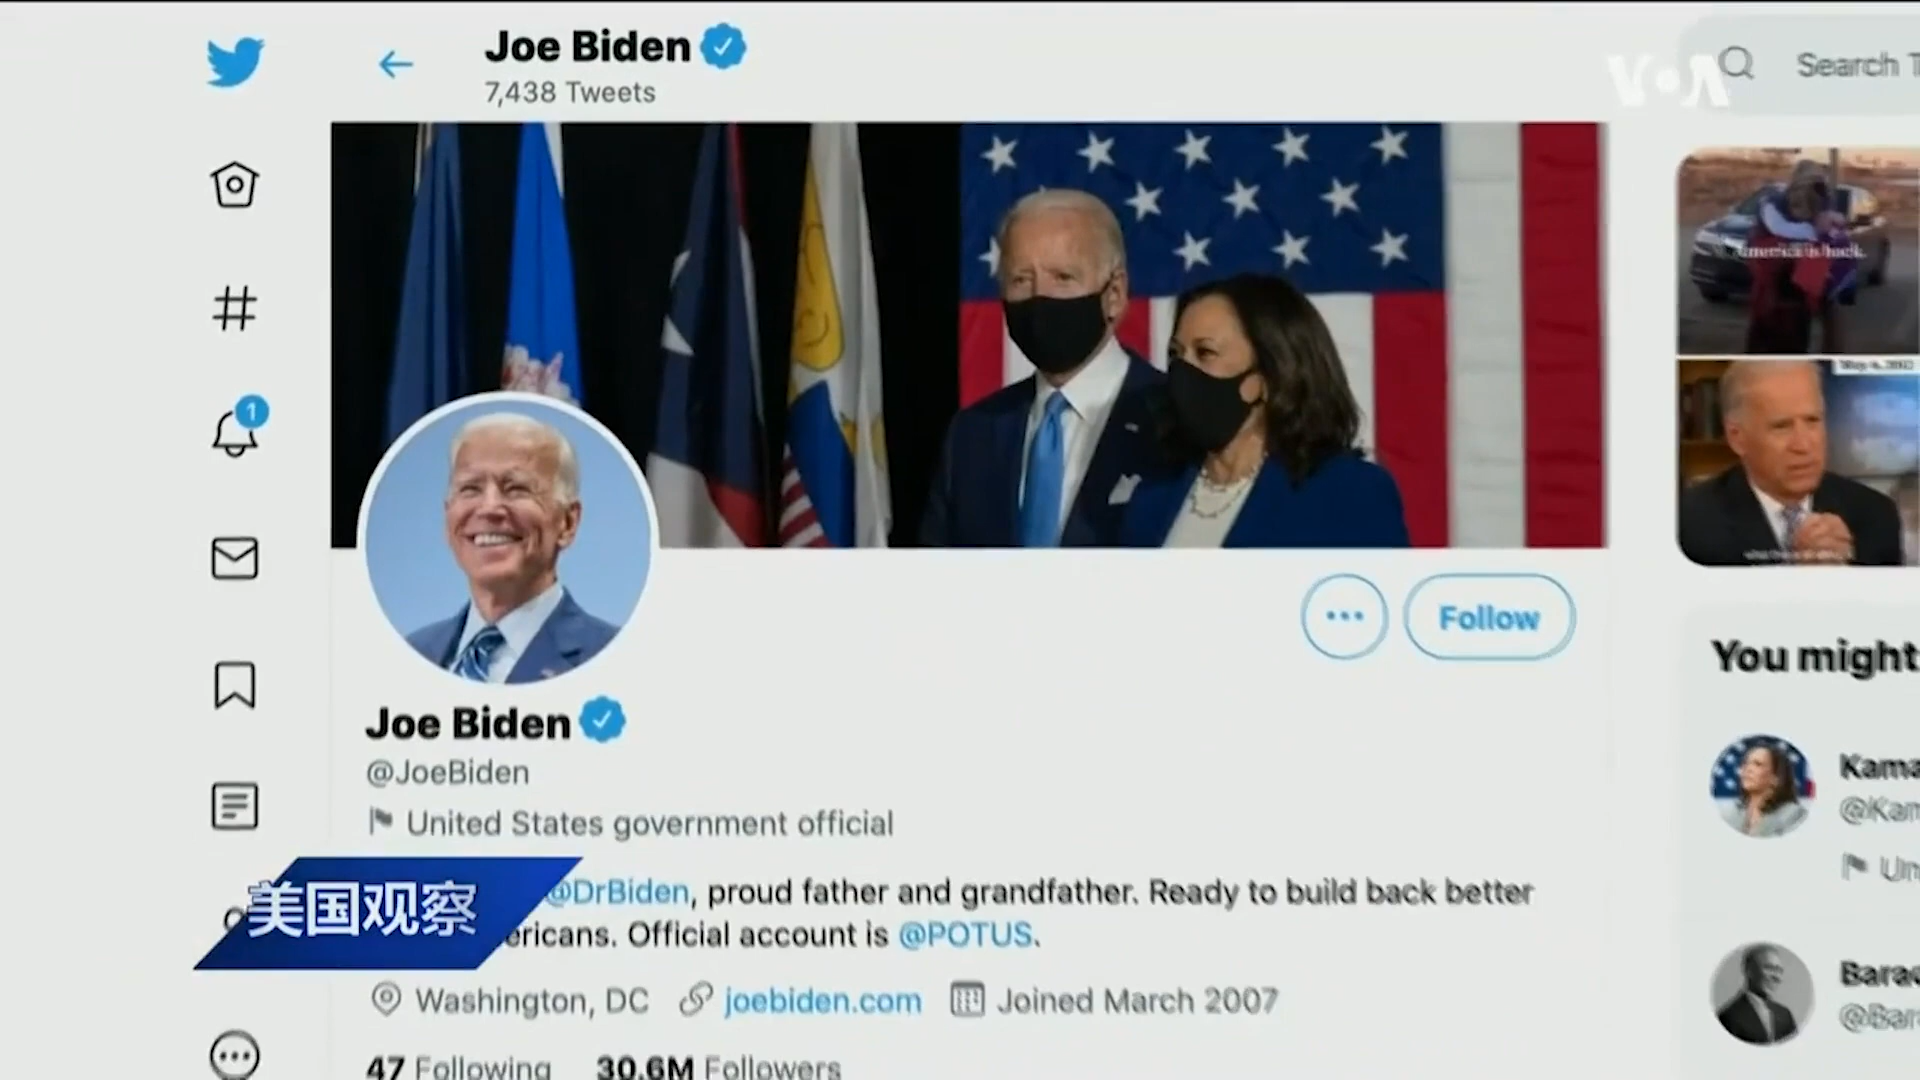 Joe Biden
7,438 Tweets
VOA
Search
America is back.
1
Follow
Joe Biden
@JoeBiden
United States government official
@DrBiden, proud father and grandfather. Ready to build back better
ericans. Official account is @POTUS.
美国观察
Washington, DC joebiden.com Joined March 2007
47 Following 30.6M Followers
You might
Kama
@Kam
Un
Barac
@Bar